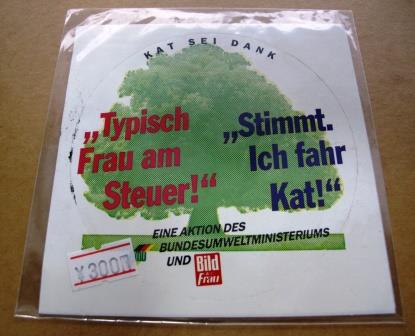 KAT SEI DANK
„Typisch
Frau am
Steuer!“
„Stimmt.
Ich fahr
Kat!“
EINE AKTION DES
BUNDESUMWELTMINISTERIUMS
UND Bild
der Frau
¥300円